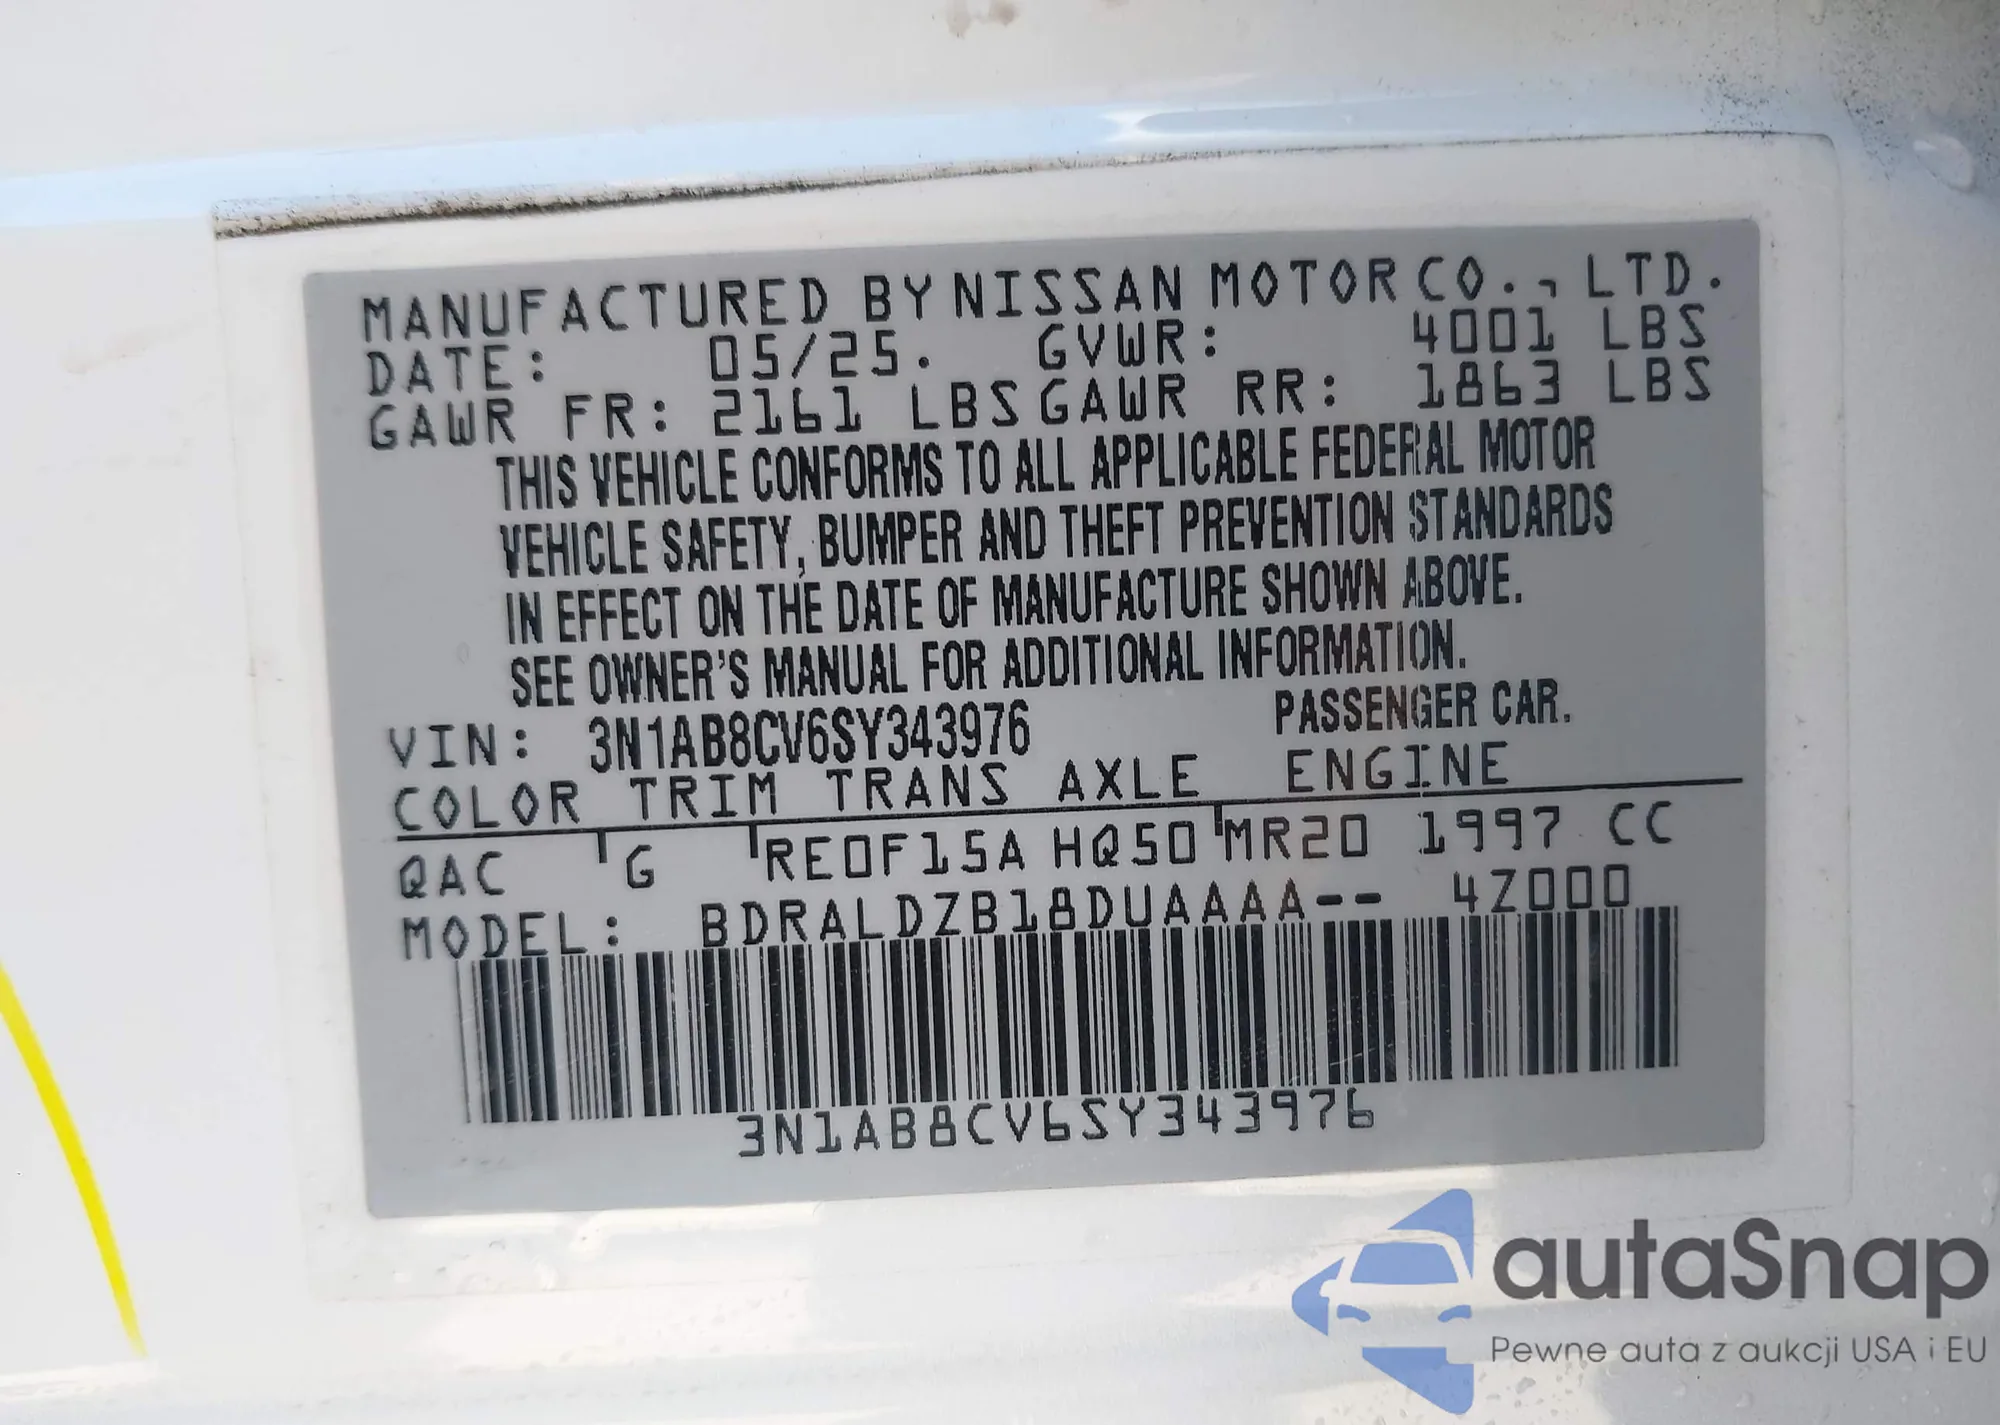 MANUFACTURED BY NISSAN MOTOR CO., LTD.
DATE: 05/25. GVWR: 4001 LBS
GAWR FR: 2161 LBS GAWR RR: 1863 LBS
THIS VEHICLE CONFORMS TO ALL APPLICABLE FEDERAL MOTOR
VEHICLE SAFETY, BUMPER AND THEFT PREVENTION STANDARDS
IN EFFECT ON THE DATE OF MANUFACTURE SHOWN ABOVE.
SEE OWNER'S MANUAL FOR ADDITIONAL INFORMATION.
VIN: 3N1AB8CV6SY343976 PASSENGER CAR.
COLOR TRIM TRANS AXLE ENGINE
QAC G RE0F15A HQ50 MR20 1997 CC
MODEL: BDRALDZB18DUAAAA-- 4Z000
3N1AB8CV6SY343976
autaSnap
Pewne auta z aukcji USA i EU